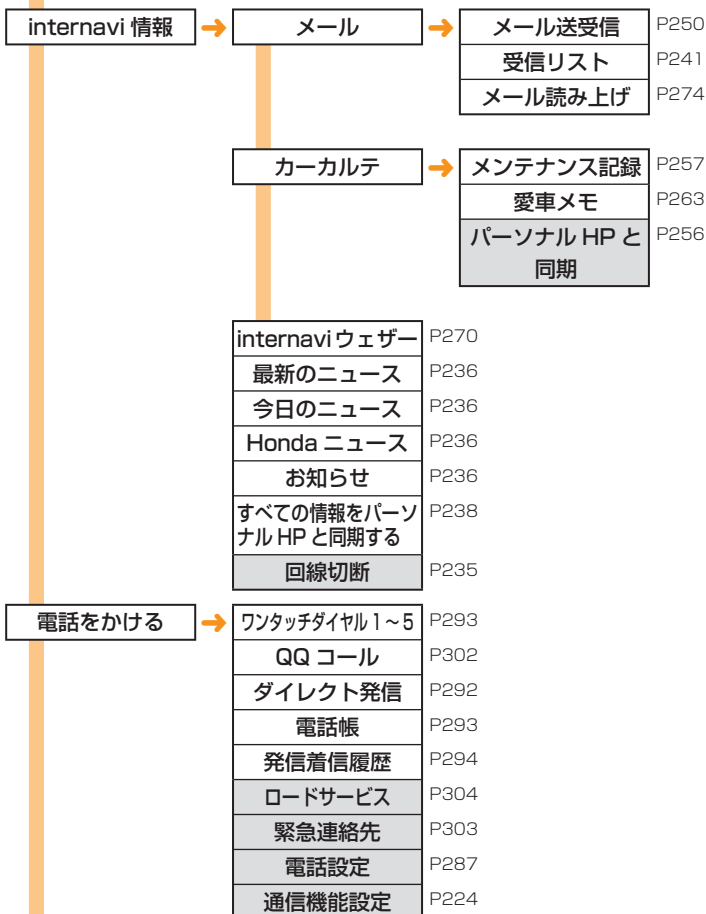 internavi 情報 ➜ メール ➜ メール送受信 P250
受信リスト P241
メール読み上げ P274
カーカルテ ➜ メンテナンス記録 P257
愛車メモ P263
パーソナル HP と P256
同期
internavi ウェザー P270
最新のニュース P236
今日のニュース P236
Honda ニュース P236
お知らせ P236
すべての情報をパーソ P238
ナル HP と同期する
回線切断 P235
電話をかける ➜ ワンタッチダイヤル 1～5 P293
QQ コール P302
ダイレクト発信 P292
電話帳 P293
発信着信履歴 P294
ロードサービス P304
緊急連絡先 P303
電話設定 P287
通信機能設定 P224